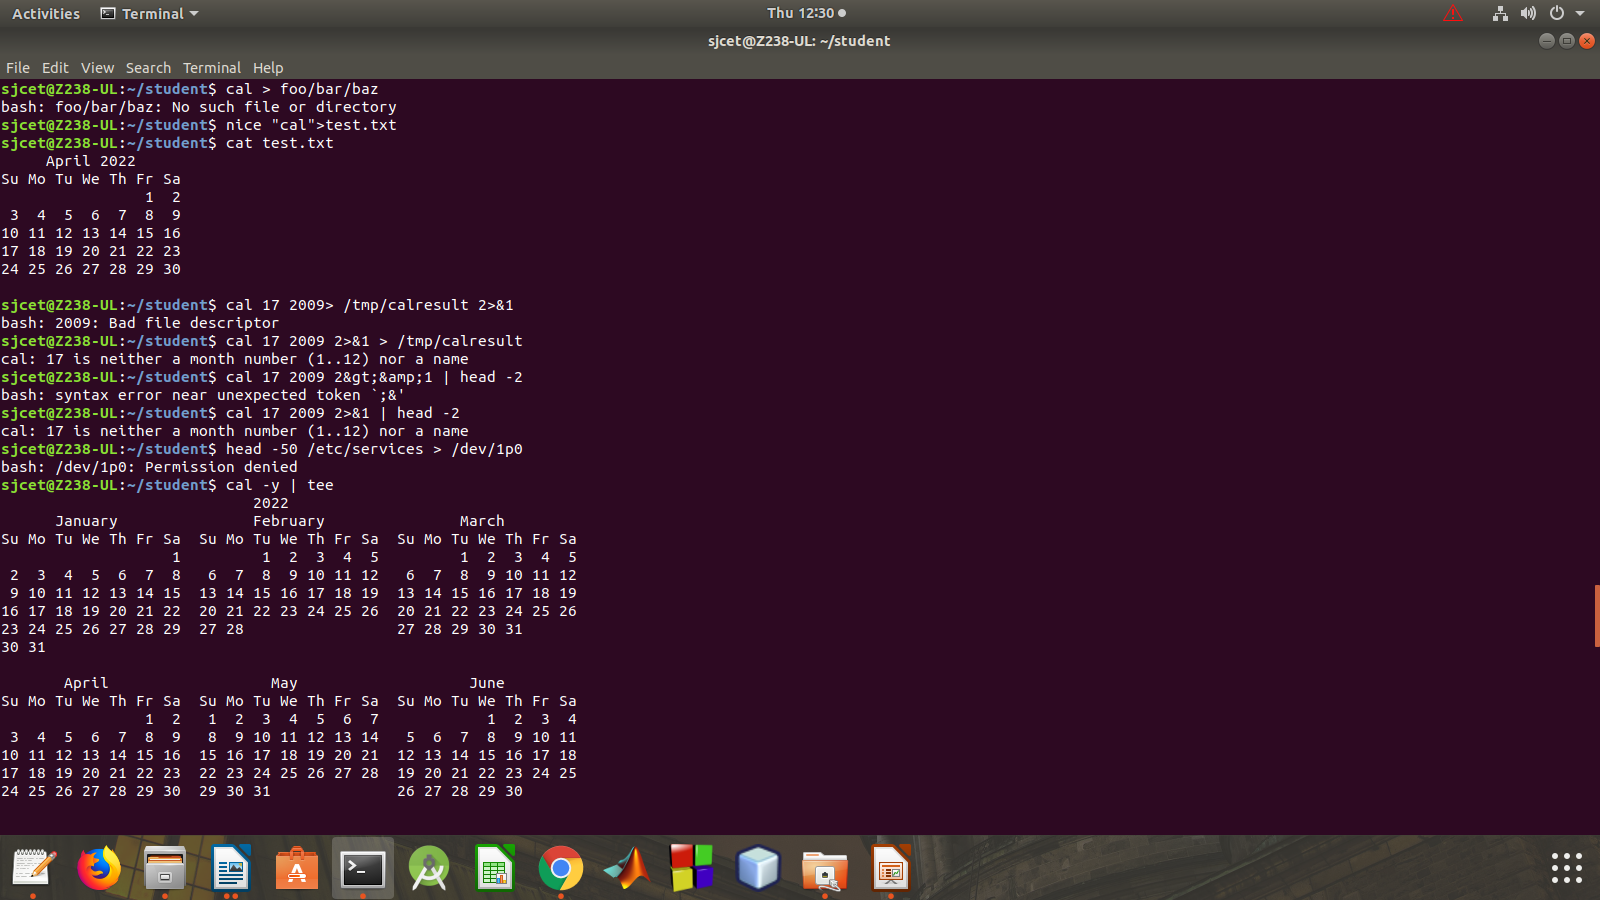 Activities Terminal Thu 12:30
sjcet@Z238-UL: ~/student
File Edit View Search Terminal Help
sjcet@Z238-UL:~/student$ cal > foo/bar/baz
bash: foo/bar/baz: No such file or directory
sjcet@Z238-UL:~/student$ nice "cal">test.txt
sjcet@Z238-UL:~/student$ cat test.txt
     April 2022
Su Mo Tu We Th Fr Sa
                1  2
 3  4  5  6  7  8  9
10 11 12 13 14 15 16
17 18 19 20 21 22 23
24 25 26 27 28 29 30
sjcet@Z238-UL:~/student$ cal 17 2009> /tmp/calresult 2>&1
bash: 2009: Bad file descriptor
sjcet@Z238-UL:~/student$ cal 17 2009 2>&1 > /tmp/calresult
cal: 17 is neither a month number (1..12) nor a name
sjcet@Z238-UL:~/student$ cal 17 2009 2&gt;&amp;1 | head -2
bash: syntax error near unexpected token `;&'
sjcet@Z238-UL:~/student$ cal 17 2009 2>&1 | head -2
cal: 17 is neither a month number (1..12) nor a name
sjcet@Z238-UL:~/student$ head -50 /etc/services > /dev/1p0
bash: /dev/1p0: Permission denied
sjcet@Z238-UL:~/student$ cal -y | tee
                            2022
      January               February               March
Su Mo Tu We Th Fr Sa  Su Mo Tu We Th Fr Sa  Su Mo Tu We Th Fr Sa
                   1         1  2  3  4  5         1  2  3  4  5
 2  3  4  5  6  7  8   6  7  8  9 10 11 12   6  7  8  9 10 11 12
 9 10 11 12 13 14 15  13 14 15 16 17 18 19  13 14 15 16 17 18 19
16 17 18 19 20 21 22  20 21 22 23 24 25 26  20 21 22 23 24 25 26
23 24 25 26 27 28 29  27 28                 27 28 29 30 31
30 31
       April                  May                   June
Su Mo Tu We Th Fr Sa  Su Mo Tu We Th Fr Sa  Su Mo Tu We Th Fr Sa
                1  2   1  2  3  4  5  6  7            1  2  3  4
 3  4  5  6  7  8  9   8  9 10 11 12 13 14   5  6  7  8  9 10 11
10 11 12 13 14 15 16  15 16 17 18 19 20 21  12 13 14 15 16 17 18
17 18 19 20 21 22 23  22 23 24 25 26 27 28  19 20 21 22 23 24 25
24 25 26 27 28 29 30  29 30 31              26 27 28 29 30